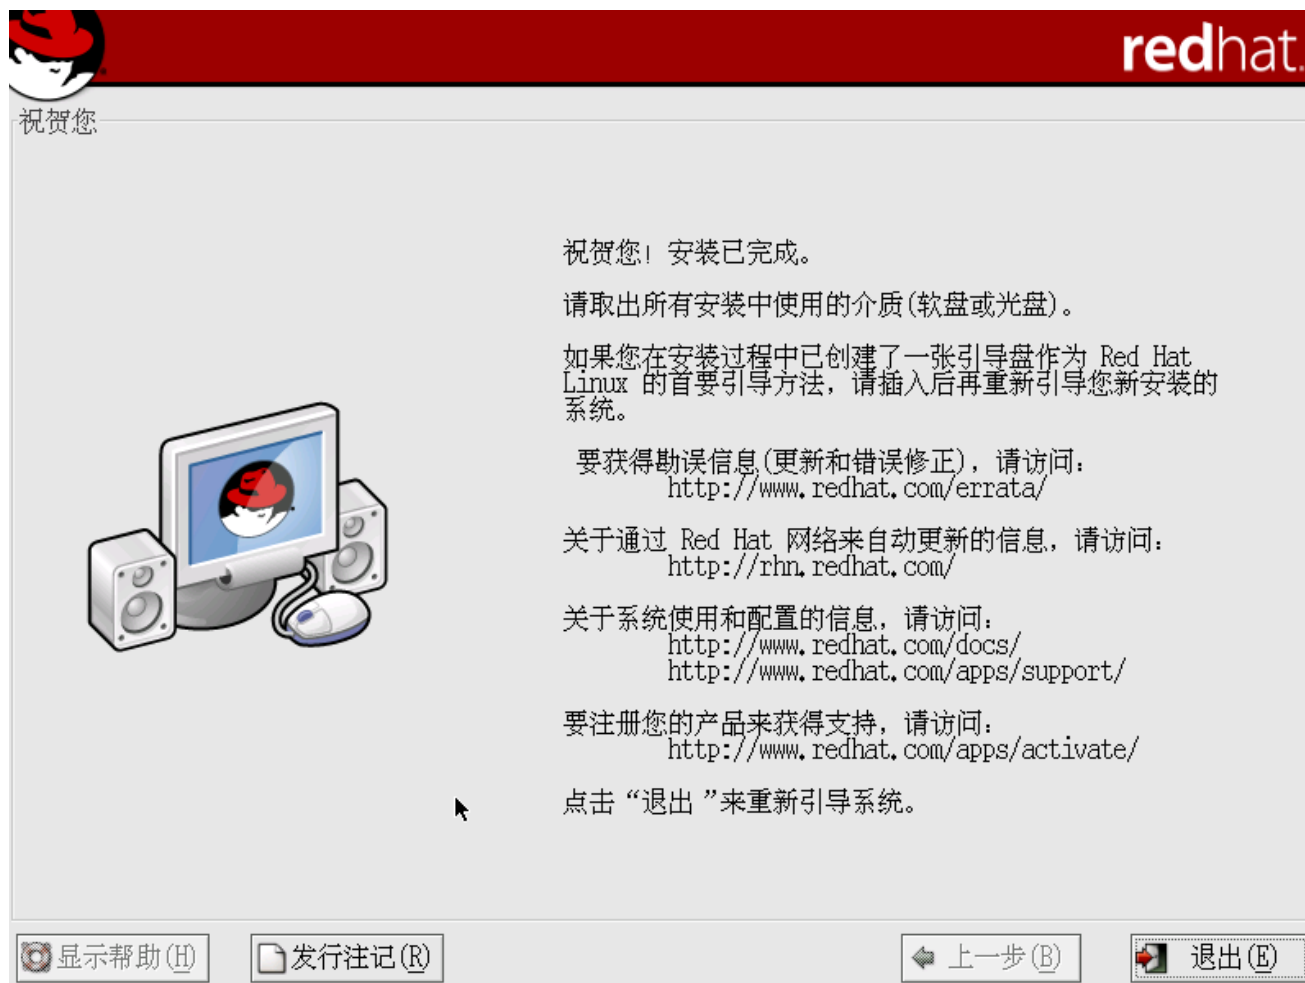 redhat.
祝贺您
祝贺您! 安装已完成。
请取出所有安装中使用的介质(软盘或光盘)。
如果您在安装过程中已创建了一张引导盘作为 Red Hat
Linux 的首要引导方法, 请插入后再重新引导您新安装的
系统。
要获得勘误信息(更新和错误修正), 请访问:
http://www.redhat.com/errata/
关于通过 Red Hat 网络来自动更新的信息, 请访问:
http://rhn.redhat.com/
关于系统使用和配置的信息, 请访问:
http://www.redhat.com/docs/
http://www.redhat.com/apps/support/
要注册您的产品来获得支持, 请访问:
http://www.redhat.com/apps/activate/
点击“退出 ”来重新引导系统。
显示帮助(H) 发行注记(R) 上一步(B) 退出(E)